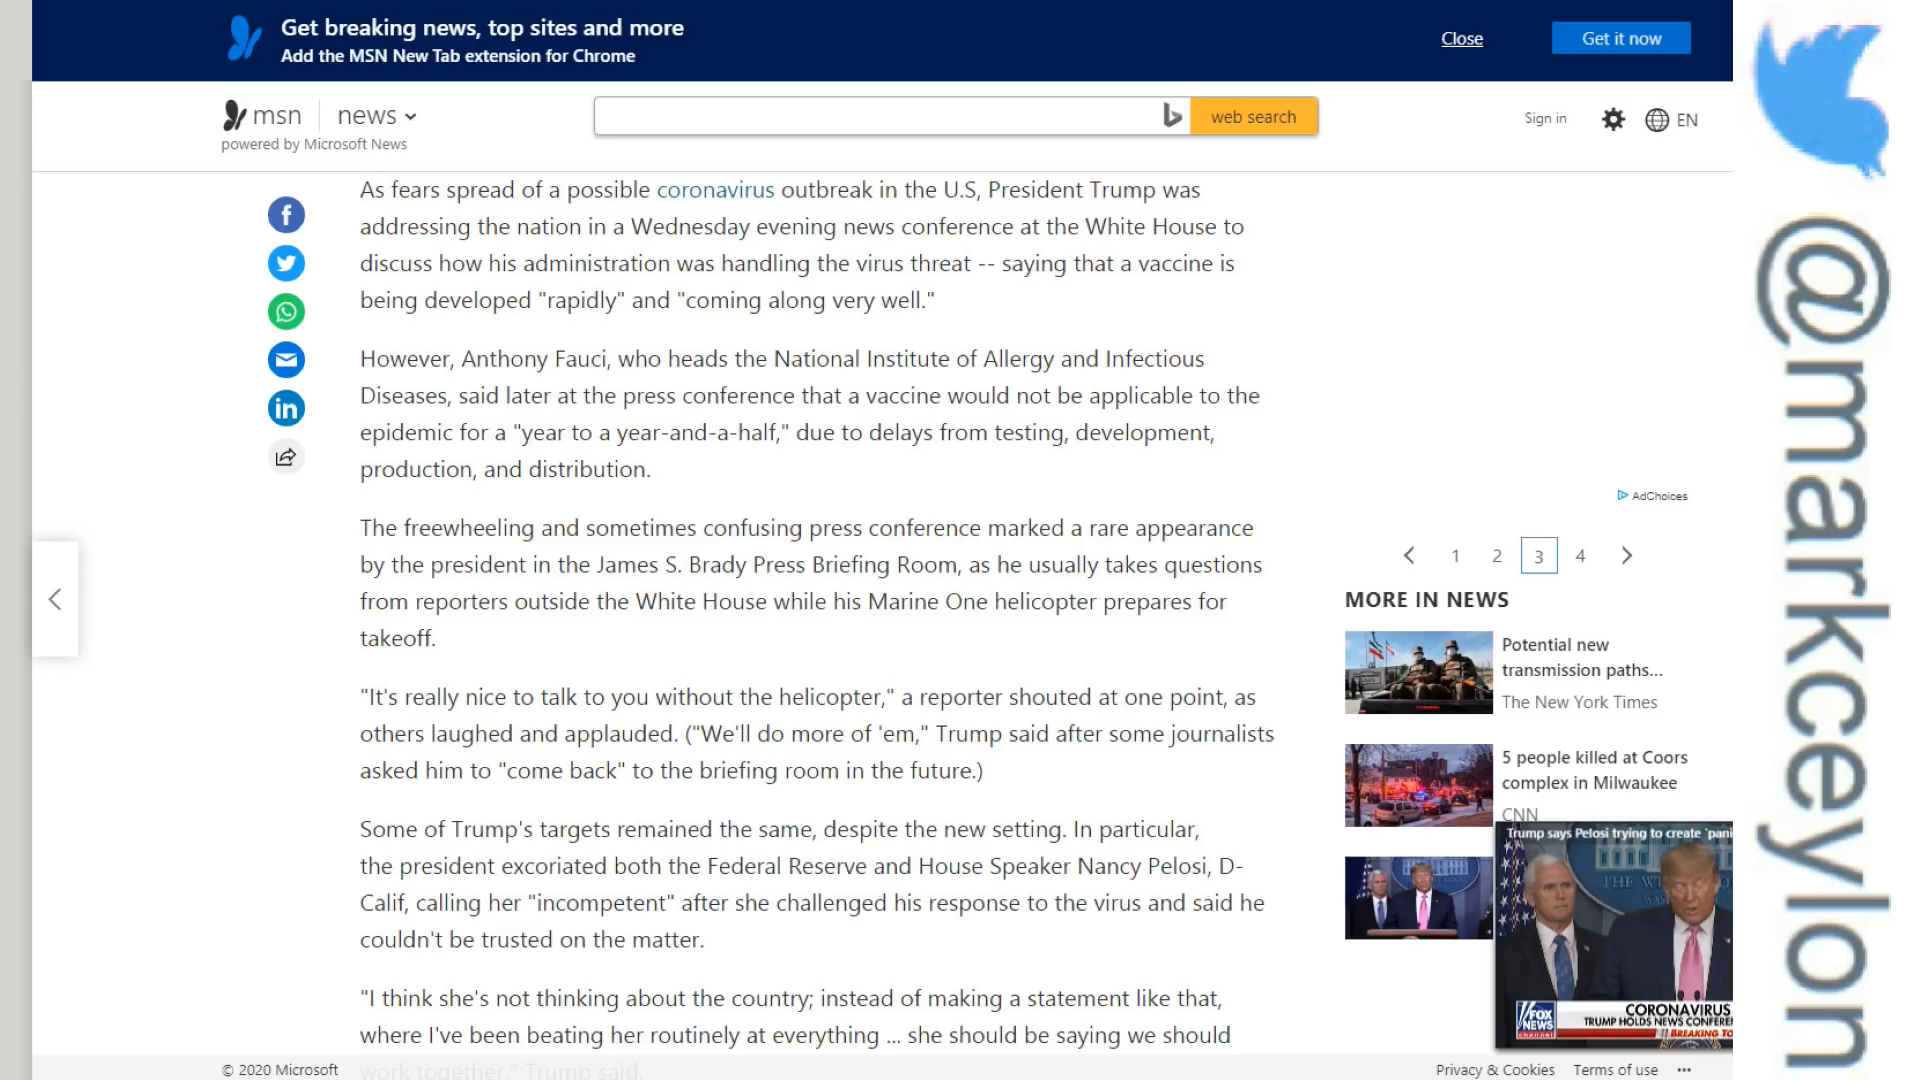 Get breaking news, top sites and more
Add the MSN New Tab extension for Chrome
Close
Get it now
msn
news
powered by Microsoft News
web search
Sign in
EN
As fears spread of a possible coronavirus outbreak in the U.S, President Trump was
addressing the nation in a Wednesday evening news conference at the White House to
discuss how his administration was handling the virus threat -- saying that a vaccine is
being developed "rapidly" and "coming along very well."
However, Anthony Fauci, who heads the National Institute of Allergy and Infectious
Diseases, said later at the press conference that a vaccine would not be applicable to the
epidemic for a "year to a year-and-a-half," due to delays from testing, development,
production, and distribution.
The freewheeling and sometimes confusing press conference marked a rare appearance
by the president in the James S. Brady Press Briefing Room, as he usually takes questions
from reporters outside the White House while his Marine One helicopter prepares for
takeoff.
"It's really nice to talk to you without the helicopter," a reporter shouted at one point, as
others laughed and applauded. ("We'll do more of 'em," Trump said after some journalists
asked him to "come back" to the briefing room in the future.)
Some of Trump's targets remained the same, despite the new setting. In particular,
the president excoriated both the Federal Reserve and House Speaker Nancy Pelosi, D-
Calif, calling her "incompetent" after she challenged his response to the virus and said he
couldn't be trusted on the matter.
"I think she's not thinking about the country; instead of making a statement like that,
where I've been beating her routinely at everything ... she should be saying we should
work together," Trump said.
AdChoices
1 2 3 4
MORE IN NEWS
Potential new
transmission paths...
The New York Times
5 people killed at Coors
complex in Milwaukee
CNN
Trump says Pelosi trying to create 'pani
THE W
FOX
NEWS
channel
CORONAVIRUS
TRUMP HOLDS NEWS CONFERE
BREAKING TO
© 2020 Microsoft
Privacy & Cookies
Terms of use
@markceylon